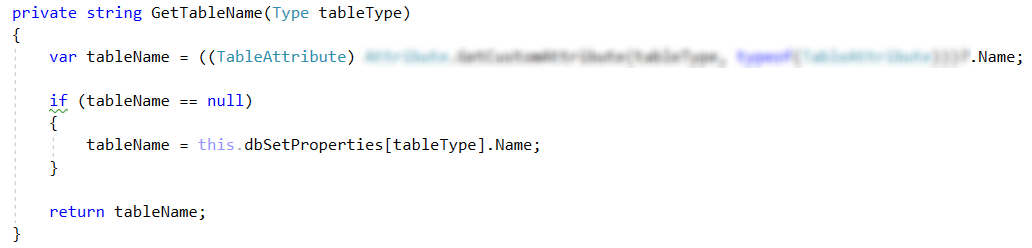 private string GetTableName(Type tableType)
{
var tableName = ((TableAttribute) .Name;
if (tableName == null)
{
tableName = this.dbSetProperties[tableType].Name;
}
return tableName;
}